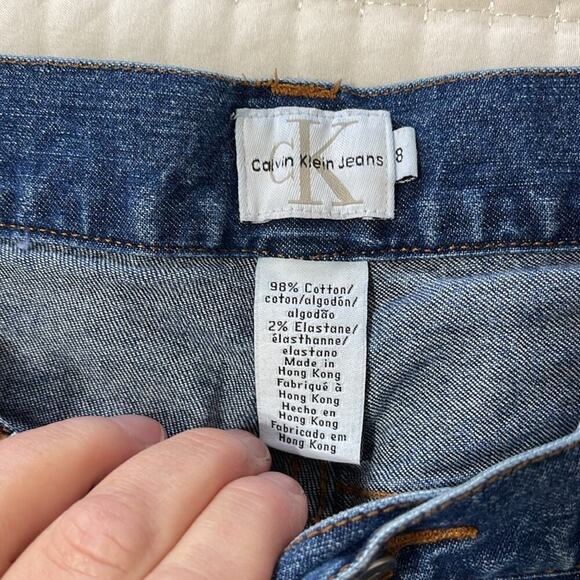 CK
Calvin Klein Jeans
8
98% Cotton/
coton/algodón/
algodão
2% Elastane/
élasthanne/
elastano
Made in
Hong Kong
Fabriqué à
Hong Kong
Hecho en
Hong Kong
Fabricado em
Hong Kong